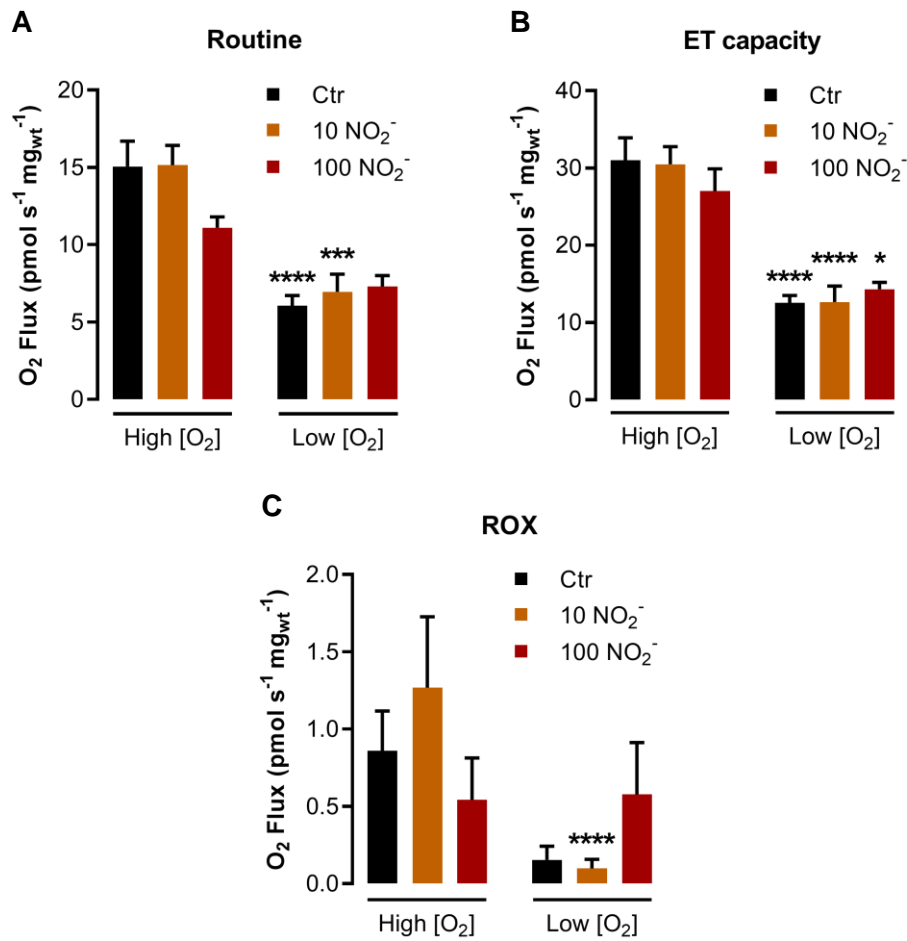 A
Routine
O₂ Flux (pmol s⁻¹ mg_wt⁻¹)
20
15
10
5
0
Ctr
10 NO₂⁻
100 NO₂⁻
****
***
High [O₂]
Low [O₂]
B
ET capacity
O₂ Flux (pmol s⁻¹ mg_wt⁻¹)
40
30
20
10
0
Ctr
10 NO₂⁻
100 NO₂⁻
****
****
*
High [O₂]
Low [O₂]
C
ROX
O₂ Flux (pmol s⁻¹ mg_wt⁻¹)
2.0
1.5
1.0
0.5
0.0
Ctr
10 NO₂⁻
100 NO₂⁻
****
High [O₂]
Low [O₂]